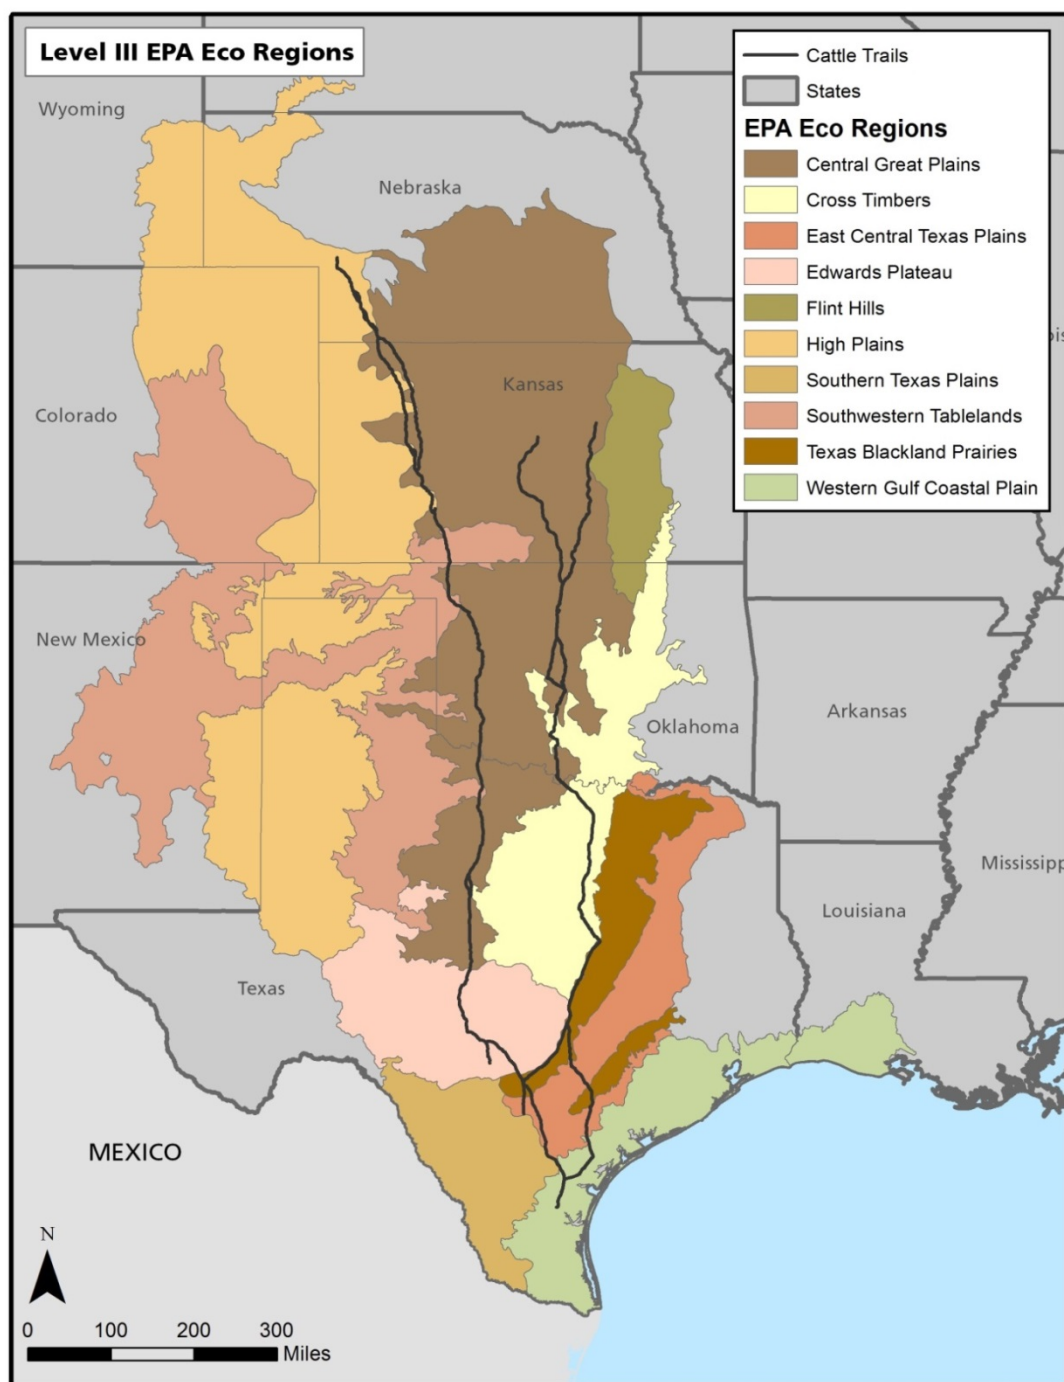 Level III EPA Eco Regions
Cattle Trails
States
EPA Eco Regions
Central Great Plains
Cross Timbers
East Central Texas Plains
Edwards Plateau
Flint Hills
High Plains
Southern Texas Plains
Southwestern Tablelands
Texas Blackland Prairies
Western Gulf Coastal Plain
Wyoming
Nebraska
Kansas
Colorado
New Mexico
Oklahoma
Arkansas
Mississipp
Louisiana
Texas
MEXICO
N
0 100 200 300
Miles